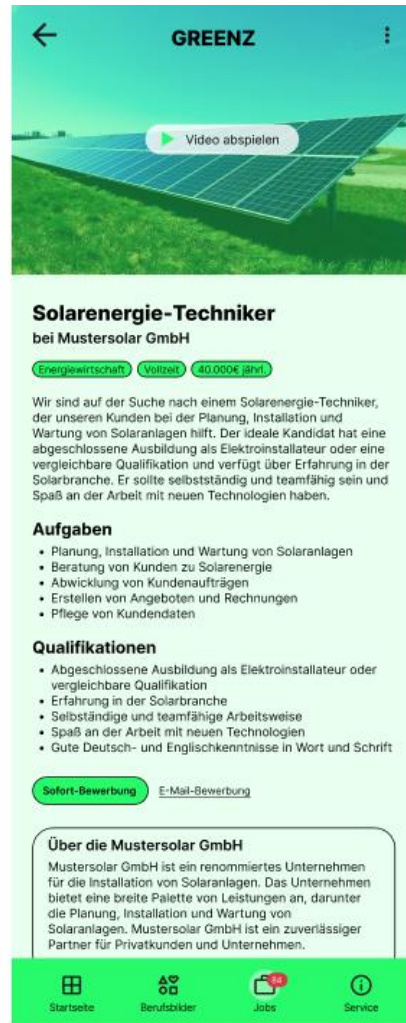 GREENZ
Video abspielen
Solarenergie-Techniker
bei Mustersolar GmbH
Energiewirtschaft Vollzeit 40.000€ jährl.
Wir sind auf der Suche nach einem Solarenergie-Techniker,
der unseren Kunden bei der Planung, Installation und
Wartung von Solaranlagen hilft. Der ideale Kandidat hat eine
abgeschlossene Ausbildung als Elektroinstallateur oder eine
vergleichbare Qualifikation und verfügt über Erfahrung in der
Solarbranche. Er sollte selbstständig und teamfähig sein und
Spaß an der Arbeit mit neuen Technologien haben.
Aufgaben
• Planung, Installation und Wartung von Solaranlagen
• Beratung von Kunden zu Solarenergie
• Abwicklung von Kundenaufträgen
• Erstellen von Angeboten und Rechnungen
• Pflege von Kundendaten
Qualifikationen
• Abgeschlossene Ausbildung als Elektroinstallateur oder
vergleichbare Qualifikation
• Erfahrung in der Solarbranche
• Selbständige und teamfähige Arbeitsweise
• Spaß an der Arbeit mit neuen Technologien
• Gute Deutsch- und Englischkenntnisse in Wort und Schrift
Sofort-Bewerbung E-Mail-Bewerbung
Über die Mustersolar GmbH
Mustersolar GmbH ist ein renommiertes Unternehmen
für die Installation von Solaranlagen. Das Unternehmen
bietet eine breite Palette von Leistungen an, darunter
die Planung, Installation und Wartung von
Solaranlagen. Mustersolar GmbH ist ein zuverlässiger
Partner für Privatkunden und Unternehmen.
Startseite Berufsbilder Jobs Service